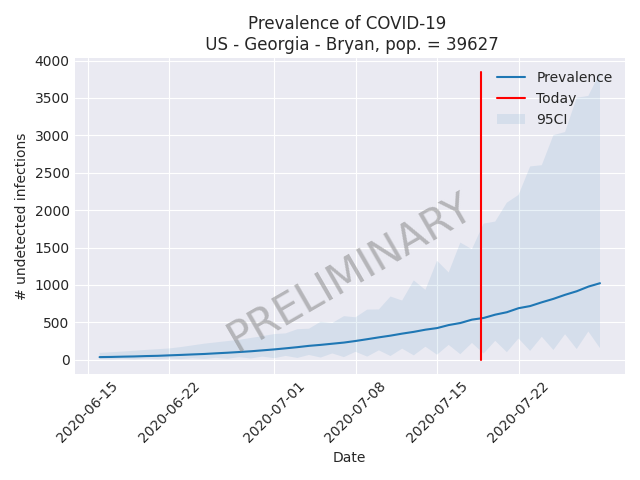 Prevalence of COVID-19
US - Georgia - Bryan, pop. = 39627
4000
3500
3000
2500
2000
1500
1000
500
0
# undetected infections
Prevalence
Today
95CI
PRELIMINARY
2020-06-15
2020-06-22
2020-07-01
2020-07-08
2020-07-15
2020-07-22
Date